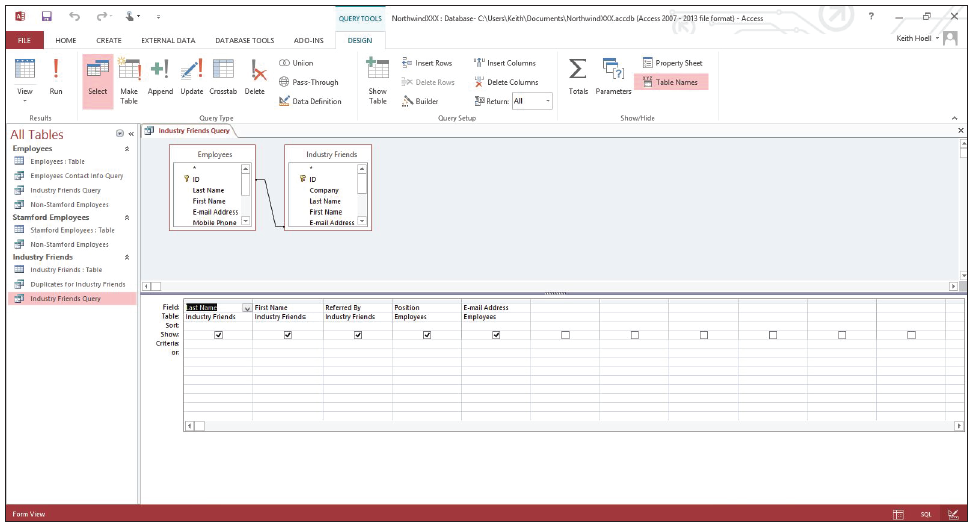 QUERY TOOLS NorthwindXXX : Database- C:\Users\Keith\Documents\NorthwindXXX.accdb (Access 2007 - 2013 file format) - Access
FILE HOME CREATE EXTERNAL DATA DATABASE TOOLS ADD-INS DESIGN Keith Hoell
View Run Select Make Table Append Update Crosstab Delete
Union
Pass-Through
Data Definition
Show Table
Insert Rows
Delete Rows
Builder
Insert Columns
Delete Columns
Return: All
Totals Parameters
Property Sheet
Table Names
Results Query Type Query Setup Show/Hide
All Tables
Employees
Employees : Table
Employees Contact Info Query
Industry Friends Query
Non-Stamford Employees
Stamford Employees
Stamford Employees : Table
Non-Stamford Employees
Industry Friends
Industry Friends : Table
Duplicates for Industry Friends
Industry Friends Query
Industry Friends Query
Employees
*
ID
Last Name
First Name
E-mail Address
Mobile Phone
Industry Friends
*
ID
Company
Last Name
First Name
E-mail Address
Field: Last Name First Name Referred By Position E-mail Address
Table: Industry Friends Industry Friends Industry Friends Employees Employees
Sort:
Show:
Criteria:
or:
Form View SQL